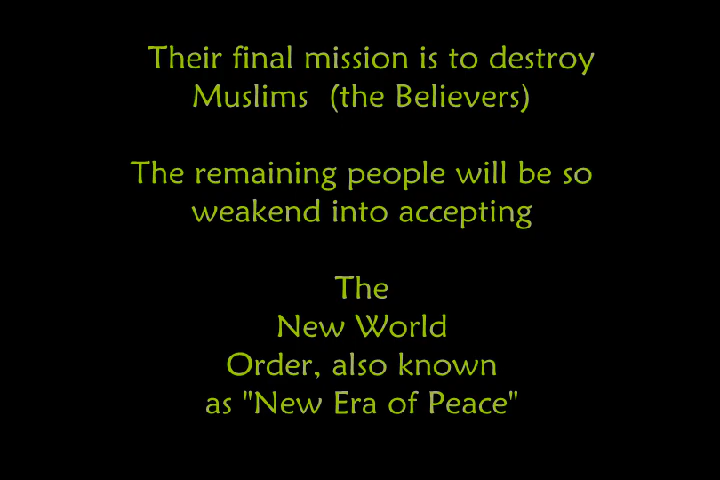 Their final mission is to destroy
Muslims (the Believers)
The remaining people will be so
weakend into accepting
The
New World
Order, also known
as "New Era of Peace"